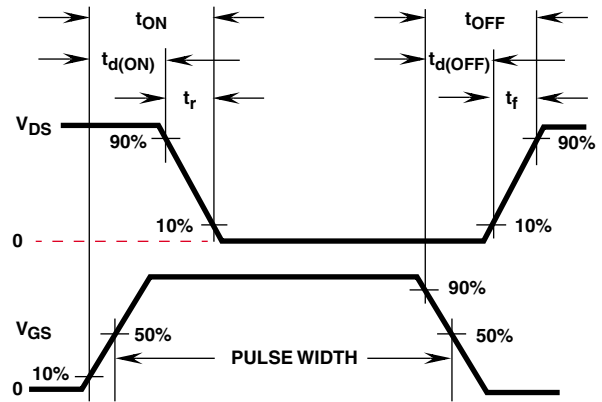 tON tOFF
td(ON) td(OFF)
tr tf
VDS
90% 90%
10% 10%
0
90%
VGS 50% 50%
PULSE WIDTH
10%
0